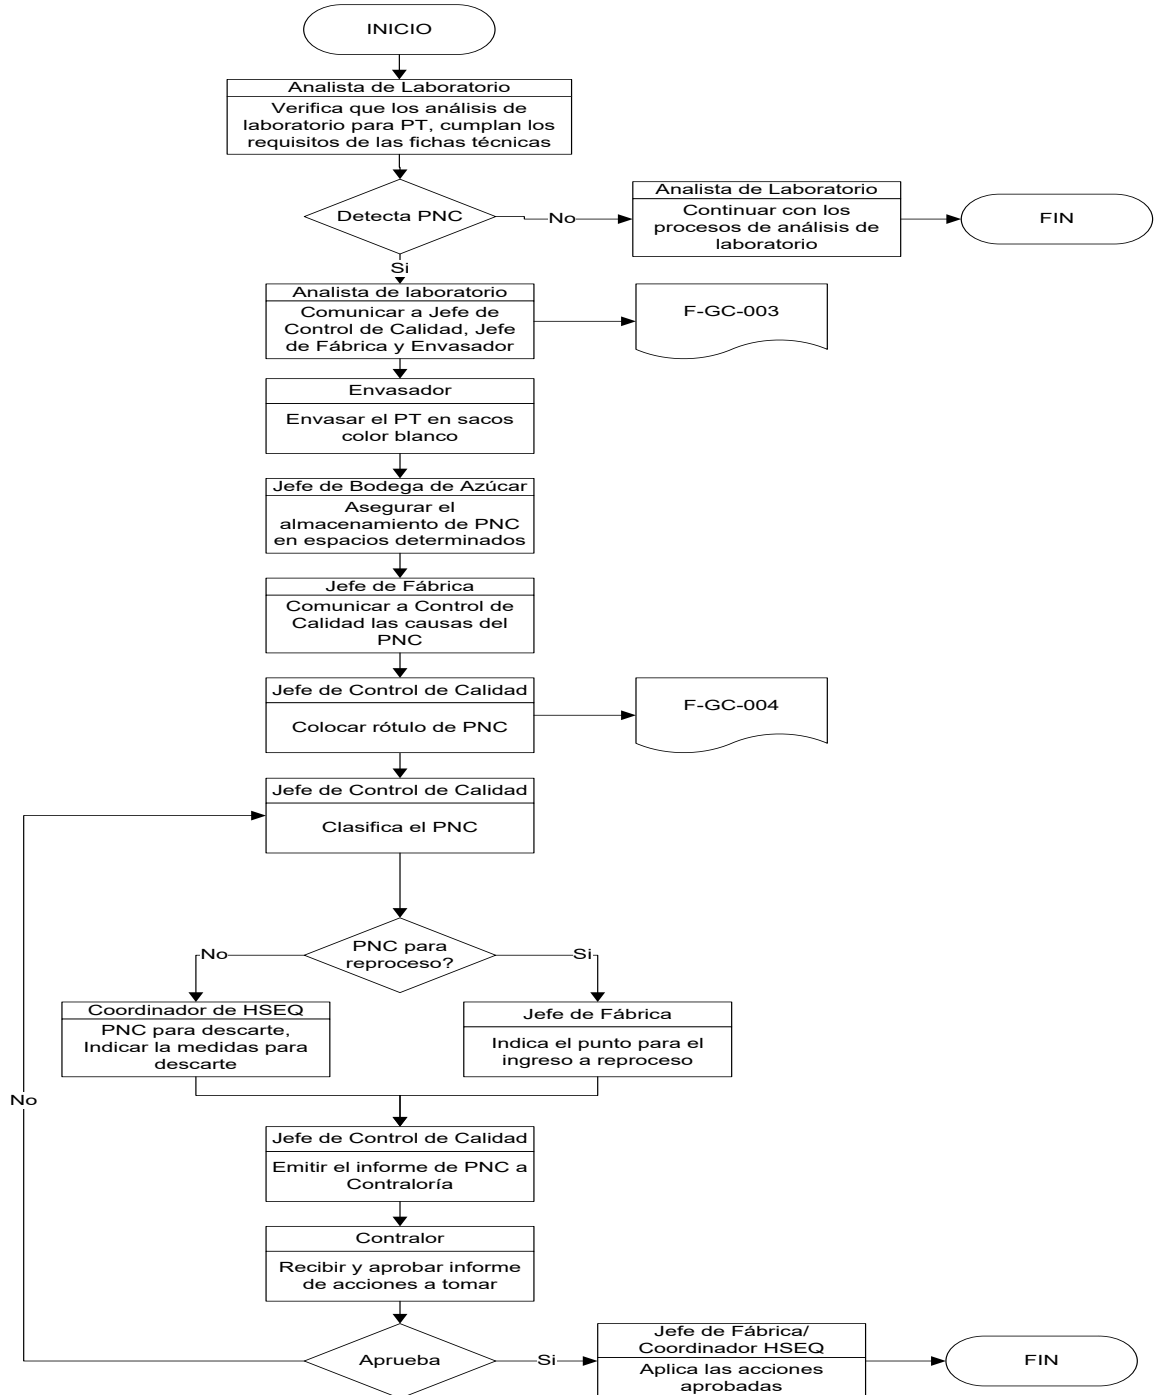 INICIO
Analista de Laboratorio
Verifica que los análisis de
laboratorio para PT, cumplan los
requisitos de las fichas técnicas
Detecta PNC
No
Analista de Laboratorio
Continuar con los
procesos de análisis de
laboratorio
FIN
Si
Analista de laboratorio
Comunicar a Jefe de
Control de Calidad, Jefe
de Fábrica y Envasador
F-GC-003
Envasador
Envasar el PT en sacos
color blanco
Jefe de Bodega de Azúcar
Asegurar el
almacenamiento de PNC
en espacios determinados
Jefe de Fábrica
Comunicar a Control de
Calidad las causas del
PNC
Jefe de Control de Calidad
Colocar rótulo de PNC
F-GC-004
Jefe de Control de Calidad
Clasifica el PNC
PNC para
reproceso?
No
Si
Coordinador de HSEQ
PNC para descarte,
Indicar la medidas para
descarte
Jefe de Fábrica
Indica el punto para el
ingreso a reproceso
No
Jefe de Control de Calidad
Emitir el informe de PNC a
Contraloría
Contralor
Recibir y aprobar informe
de acciones a tomar
Aprueba
Si
Jefe de Fábrica/
Coordinador HSEQ
Aplica las acciones
aprobadas
FIN